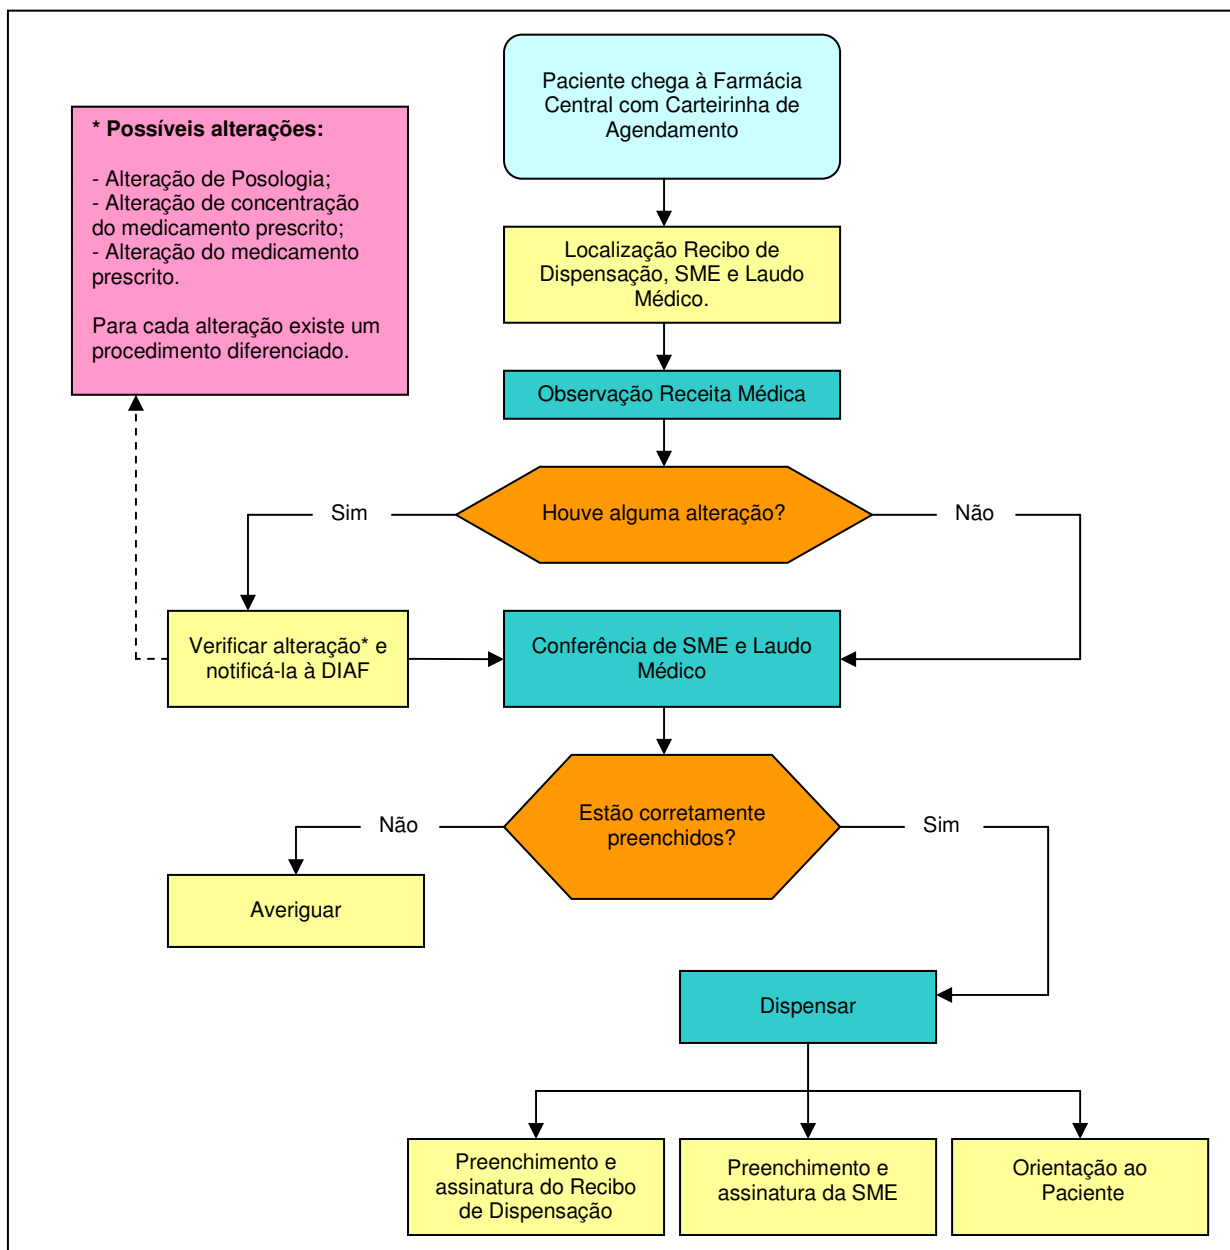 Paciente chega à Farmácia
Central com Carteirinha de
Agendamento
* Possíveis alterações:
- Alteração de Posologia;
- Alteração de concentração
do medicamento prescrito;
- Alteração do medicamento
prescrito.
Para cada alteração existe um
procedimento diferenciado.
Localização Recibo de
Dispensação, SME e Laudo
Médico.
Observação Receita Médica
Houve alguma alteração?
Sim
Não
Verificar alteração* e
notificá-la à DIAF
Conferência de SME e Laudo
Médico
Estão corretamente
preenchidos?
Não
Sim
Averiguar
Dispensar
Preenchimento e
assinatura do Recibo
de Dispensação
Preenchimento e
assinatura da SME
Orientação ao
Paciente